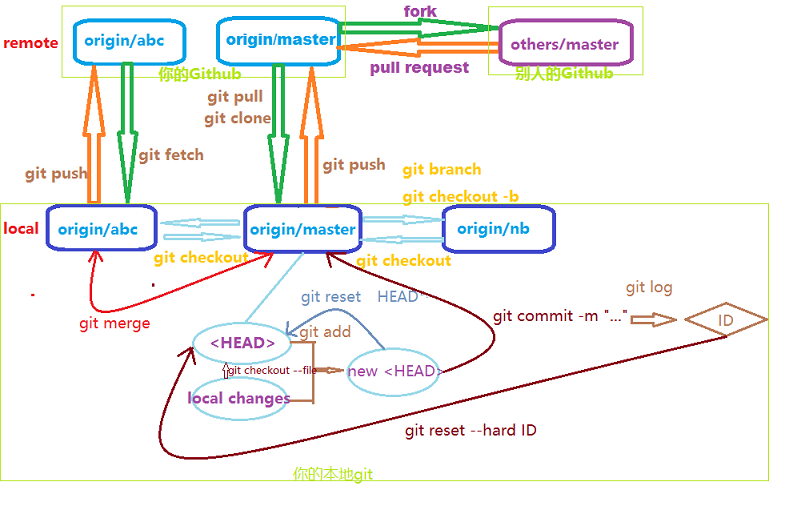 fork
remote
origin/abc
origin/master
others/master
pull request
你的Github
别人的Github
git pull
git clone
git push
git fetch
git push
git branch
git checkout -b
local
origin/abc
origin/master
origin/nb
git checkout
git checkout
git merge
git reset HEAD^
git log
git commit -m "..."
ID
git add
<HEAD>
git checkout --file
new <HEAD>
local changes
git reset --hard ID
你的本地git